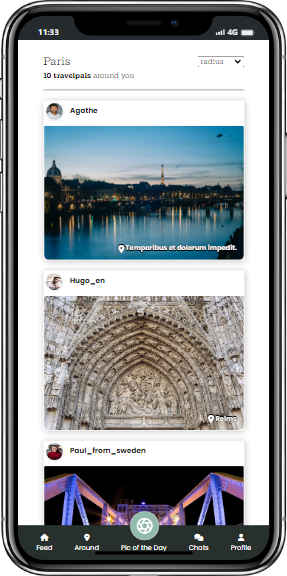 11:33 4G
Paris radius
10 travelpals around you
Agathe
Temporibus et dolorum impedit.
Hugo_en
Reims
Paul_from_sweden
Feed Around Pic of the Day Chats Profile